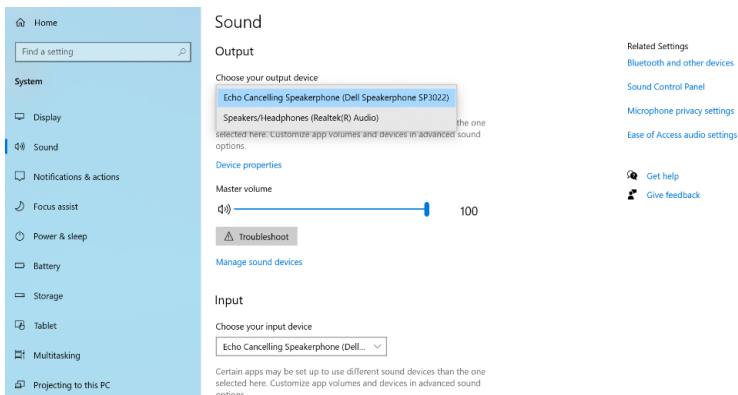 Home
Find a setting
System
Display
Sound
Notifications & actions
Focus assist
Power & sleep
Battery
Storage
Tablet
Multitasking
Projecting to this PC
Sound
Output
Choose your output device
Echo Cancelling Speakerphone (Dell Speakerphone SP3022)
Speakers/Headphones (Realtek(R) Audio)
the one
selected here. Customize app volumes and devices in advanced sound
options.
Device properties
Master volume
100
Troubleshoot
Manage sound devices
Input
Choose your input device
Echo Cancelling Speakerphone (Dell...
Certain apps may be set up to use different sound devices than the one
selected here. Customize app volumes and devices in advanced sound
options
Related Settings
Bluetooth and other devices
Sound Control Panel
Microphone privacy settings
Ease of Access audio settings
Get help
Give feedback